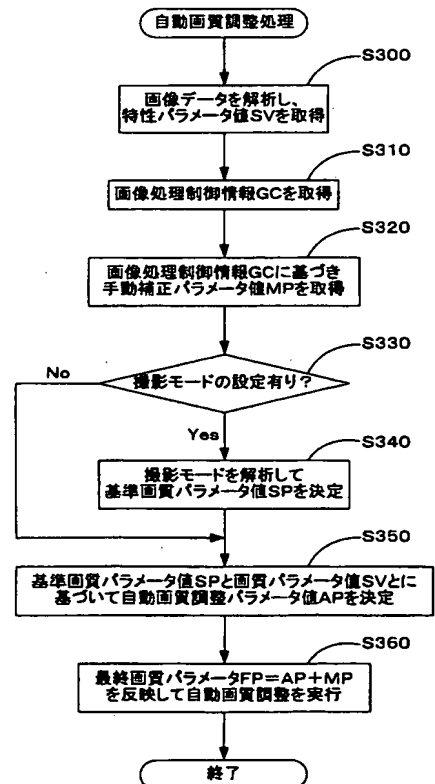 自動画質調整処理
S300
画像データを解析し、
特性パラメータ値SVを取得
S310
画像処理制御情報GCを取得
S320
画像処理制御情報GCに基づき
手動補正パラメータ値MPを取得
S330
撮影モードの設定有り？
No
Yes
S340
撮影モードを解析して
基準画質パラメータ値SPを決定
S350
基準画質パラメータ値SPと画質パラメータ値SVとに
基づいて自動画質調整パラメータ値APを決定
S360
最終画質パラメータFP=AP+MP
を反映して自動画質調整を実行
終了